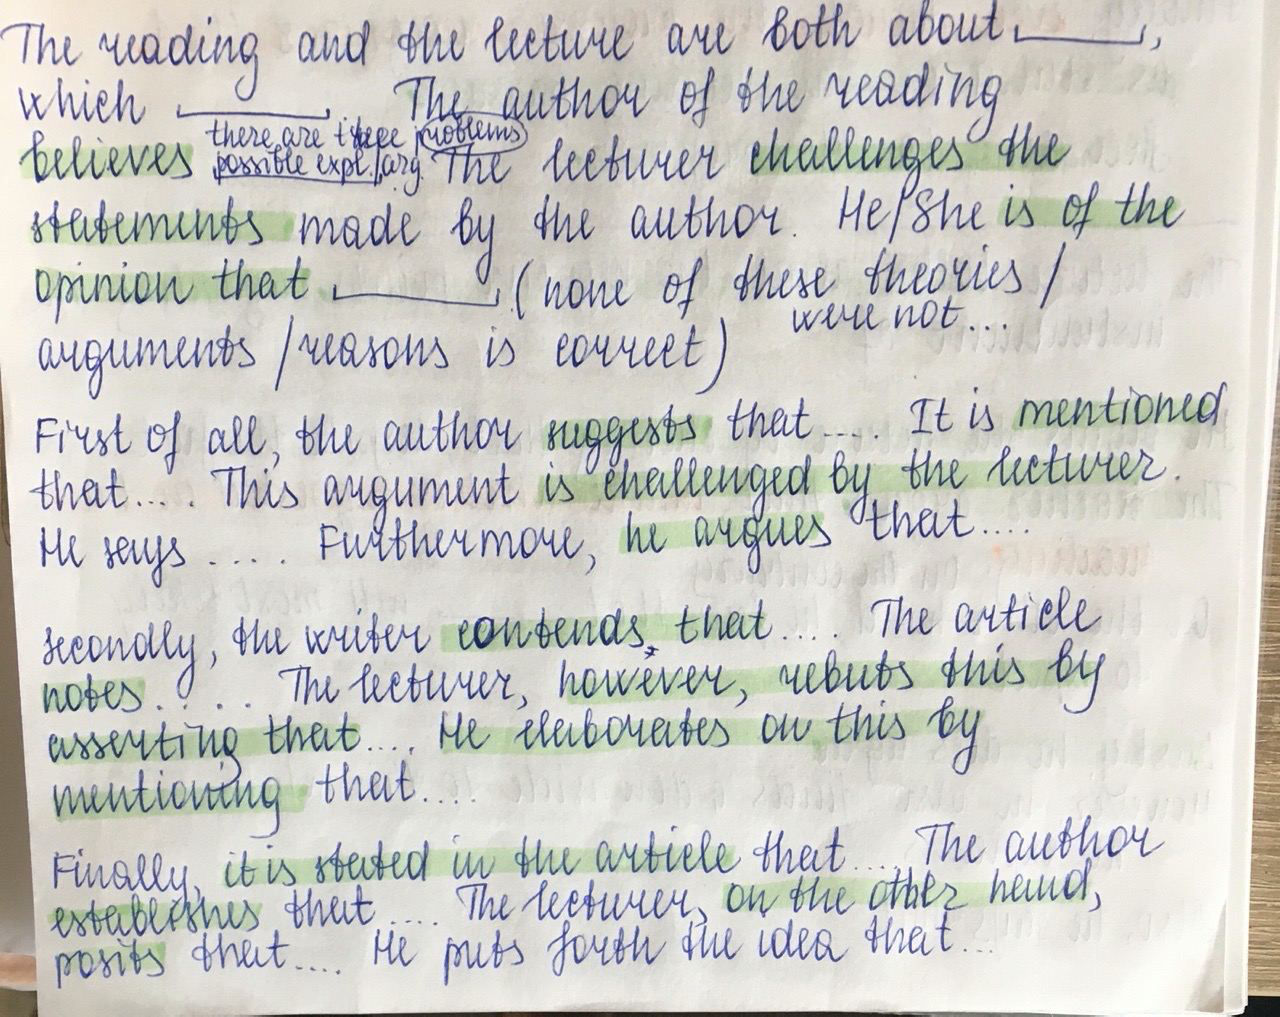 The reading and the lecture are both about ______,
which ______. The author of the reading
there are three problems
believes possible expl./arg. The lecturer challenges the
statements made by the author. He/She is of the
opinion that ______. (none of these theories /
were not...
arguments /reasons is correct)
First of all, the author suggests that.... It is mentioned
that.... This argument is challenged by the lecturer.
He says ..... Furthermore, he argues that....
secondly, the writer contends that.... The article
notes..... The lecturer, however, rebuts this by
asserting that.... He elaborates on this by
mentioning that....
Finally, it is stated in the article that.... The author
establishes that .... The lecturer, on the other hand,
posits that.... He puts forth the idea that...